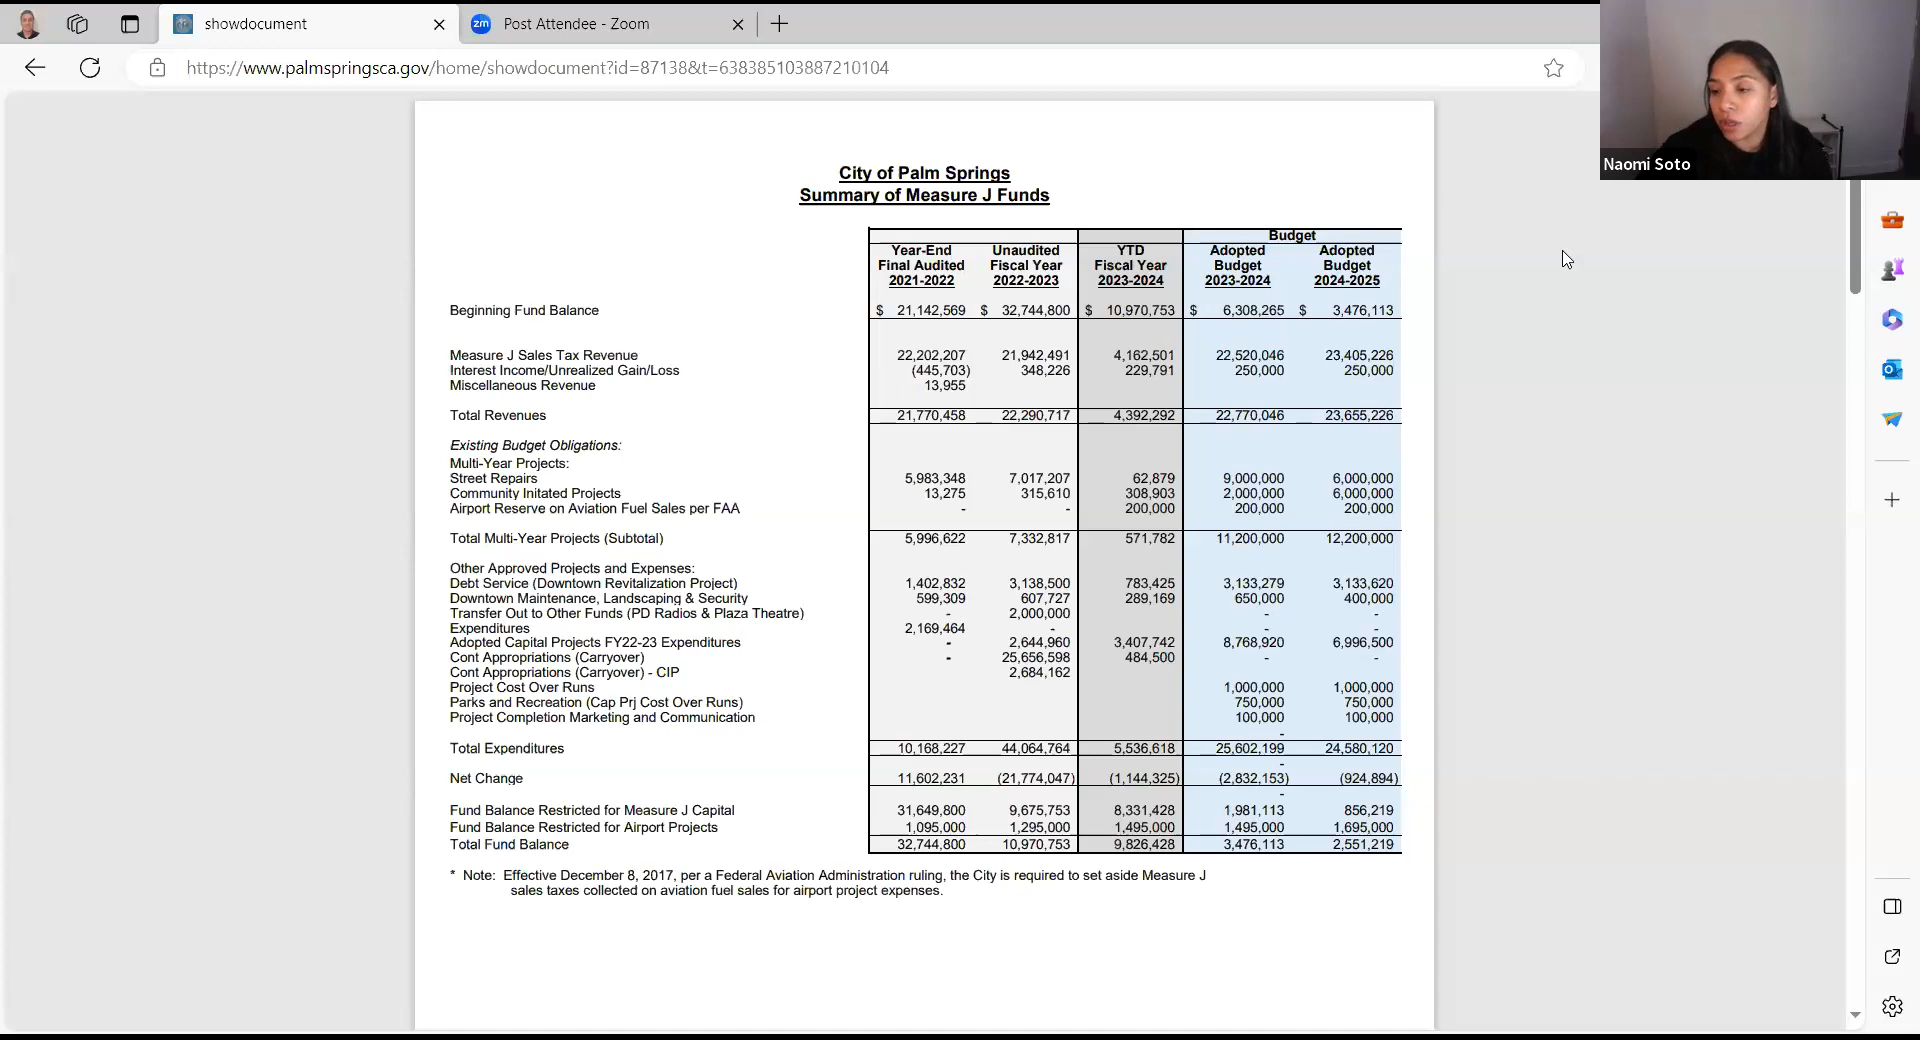 showdocument
zm Post Attendee - Zoom
https://www.palmspringsca.gov/home/showdocument?id=87138&t=638385103887210104
Naomi Soto
City of Palm Springs
Summary of Measure J Funds
Budget
Year-End Unaudited YTD Adopted Adopted
Final Audited Fiscal Year Fiscal Year Budget Budget
2021-2022 2022-2023 2023-2024 2023-2024 2024-2025
Beginning Fund Balance $ 21,142,569 $ 32,744,800 $ 10,970,753 $ 6,308,265 $ 3,476,113
Measure J Sales Tax Revenue 22,202,207 21,942,491 4,162,501 22,520,046 23,405,226
Interest Income/Unrealized Gain/Loss (445,703) 348,226 229,791 250,000 250,000
Miscellaneous Revenue 13,955
Total Revenues 21,770,458 22,290,717 4,392,292 22,770,046 23,655,226
Existing Budget Obligations:
Multi-Year Projects:
Street Repairs 5,983,348 7,017,207 62,879 9,000,000 6,000,000
Community Initated Projects 13,275 315,610 308,903 2,000,000 6,000,000
Airport Reserve on Aviation Fuel Sales per FAA - - 200,000 200,000 200,000
Total Multi-Year Projects (Subtotal) 5,996,622 7,332,817 571,782 11,200,000 12,200,000
Other Approved Projects and Expenses:
Debt Service (Downtown Revitalization Project) 1,402,832 3,138,500 783,425 3,133,279 3,133,620
Downtown Maintenance, Landscaping & Security 599,309 607,727 289,169 650,000 400,000
Transfer Out to Other Funds (PD Radios & Plaza Theatre) - 2,000,000 - -
Expenditures 2,169,464 - - -
Adopted Capital Projects FY22-23 Expenditures - 2,644,960 3,407,742 8,768,920 6,996,500
Cont Appropriations (Carryover) - 25,656,598 484,500 - -
Cont Appropriations (Carryover) - CIP 2,684,162
Project Cost Over Runs 1,000,000 1,000,000
Parks and Recreation (Cap Prj Cost Over Runs) 750,000 750,000
Project Completion Marketing and Communication 100,000 100,000
-
Total Expenditures 10,168,227 44,064,764 5,536,618 25,602,199 24,580,120
-
Net Change 11,602,231 (21,774,047) (1,144,325) (2,832,153) (924,894)
-
Fund Balance Restricted for Measure J Capital 31,649,800 9,675,753 8,331,428 1,981,113 856,219
Fund Balance Restricted for Airport Projects 1,095,000 1,295,000 1,495,000 1,495,000 1,695,000
Total Fund Balance 32,744,800 10,970,753 9,826,428 3,476,113 2,551,219
* Note: Effective December 8, 2017, per a Federal Aviation Administration ruling, the City is required to set aside Measure J
sales taxes collected on aviation fuel sales for airport project expenses.